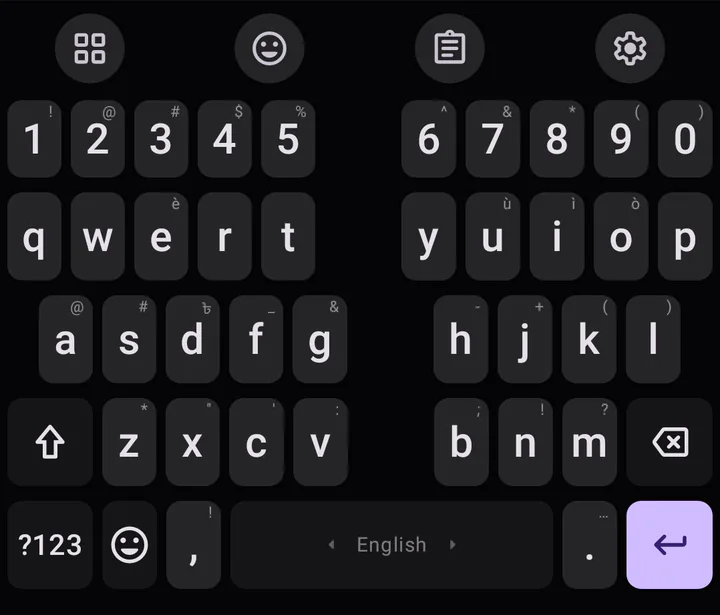 ! @ # $ % ^ & * ( )
1 2 3 4 5 6 7 8 9 0
è ù ì ò
q w e r t y u i o p
@ # _ & - + ( )
a s d f g h j k l
* " ' : ; ! ?
z x c v b n m
! …
?123 , English .